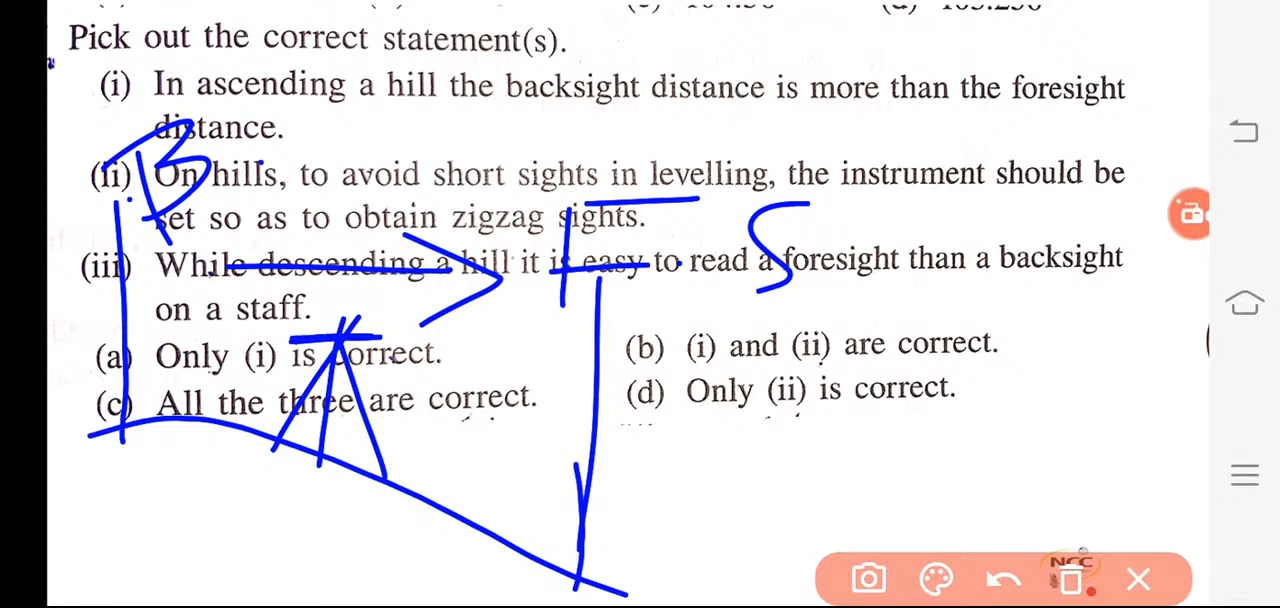 Pick out the correct statement(s).
(i) In ascending a hill the backsight distance is more than the foresight
distance.
(ii) On hills, to avoid short sights in levelling, the instrument should be
set so as to obtain zigzag sights.
(iii) While descending a hill it is easy to read a foresight than a backsight
on a staff.
(a) Only (i) is correct.
(b) (i) and (ii) are correct.
(c) All the three are correct.
(d) Only (ii) is correct.
B
S
NCC